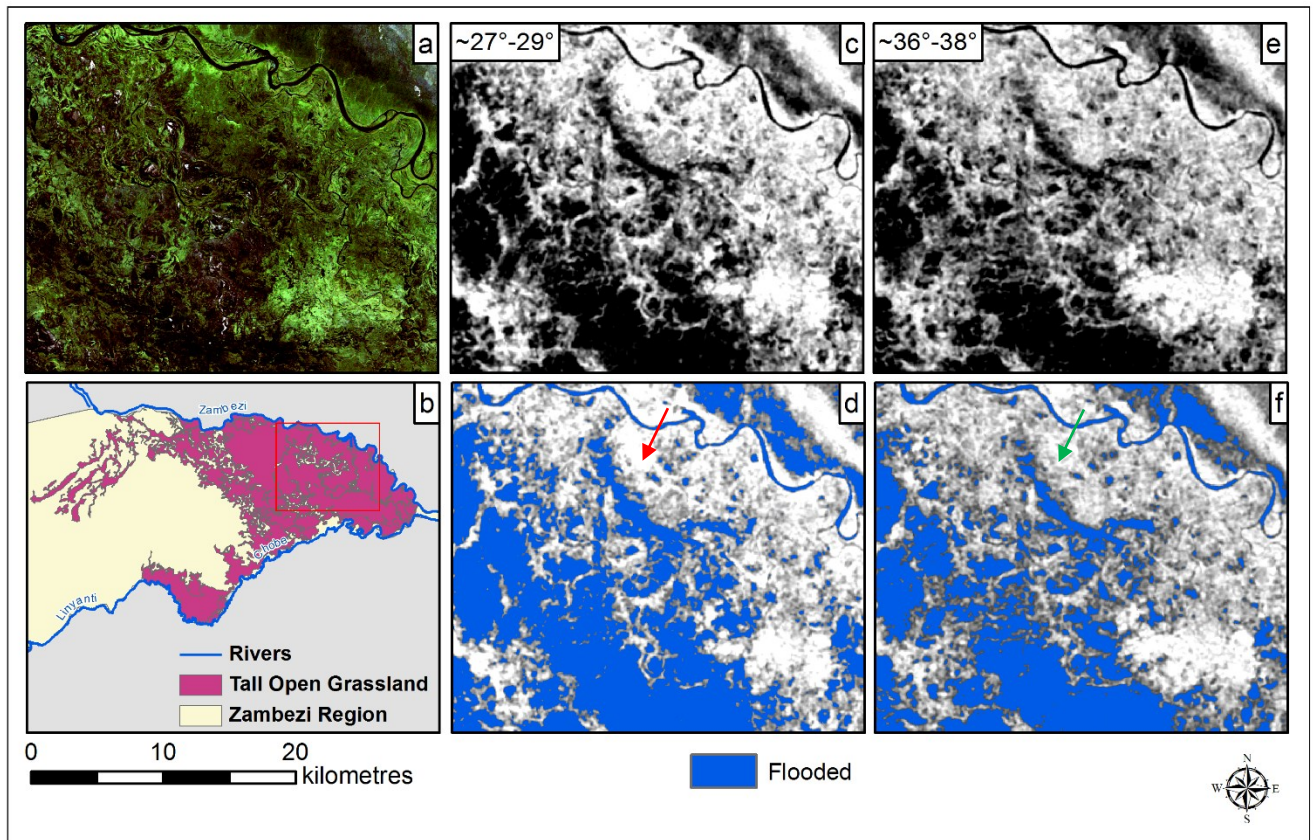 a
~27°-29°
c
~36°-38°
e
b
Zambezi
Chobe
Linyanti
Rivers
Tall Open Grassland
Zambezi Region
d
f
0 10 20
kilometres
Flooded
N
W E
S